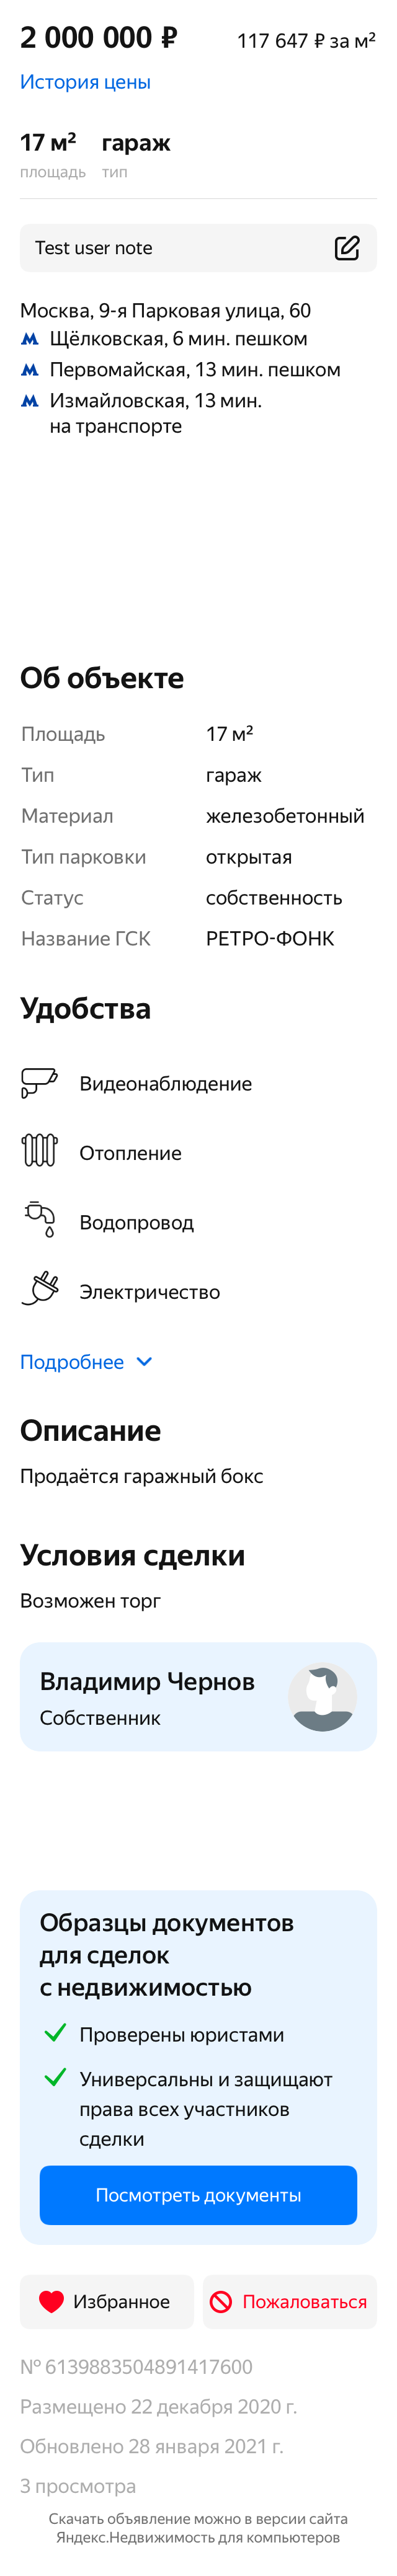 2 000 000 ₽
117 647 ₽ за м²
История цены
17 м²
гараж
площадь
тип
Test user note
Москва, 9-я Парковая улица, 60
Щёлковская, 6 мин. пешком
Первомайская, 13 мин. пешком
Измайловская, 13 мин.
на транспорте
Об объекте
Площадь
17 м²
Тип
гараж
Материал
железобетонный
Тип парковки
открытая
Статус
собственность
Название ГСК
РЕТРО-ФОНК
Удобства
Видеонаблюдение
Отопление
Водопровод
Электричество
Подробнее
Описание
Продаётся гаражный бокс
Условия сделки
Возможен торг
Владимир Чернов
Собственник
Образцы документов
для сделок
с недвижимостью
Проверены юристами
Универсальны и защищают
права всех участников
сделки
Посмотреть документы
Избранное
Пожаловаться
№ 6139883504891417600
Размещено 22 декабря 2020 г.
Обновлено 28 января 2021 г.
3 просмотра
Скачать объявление можно в версии сайта
Яндекс.Недвижимость для компьютеров